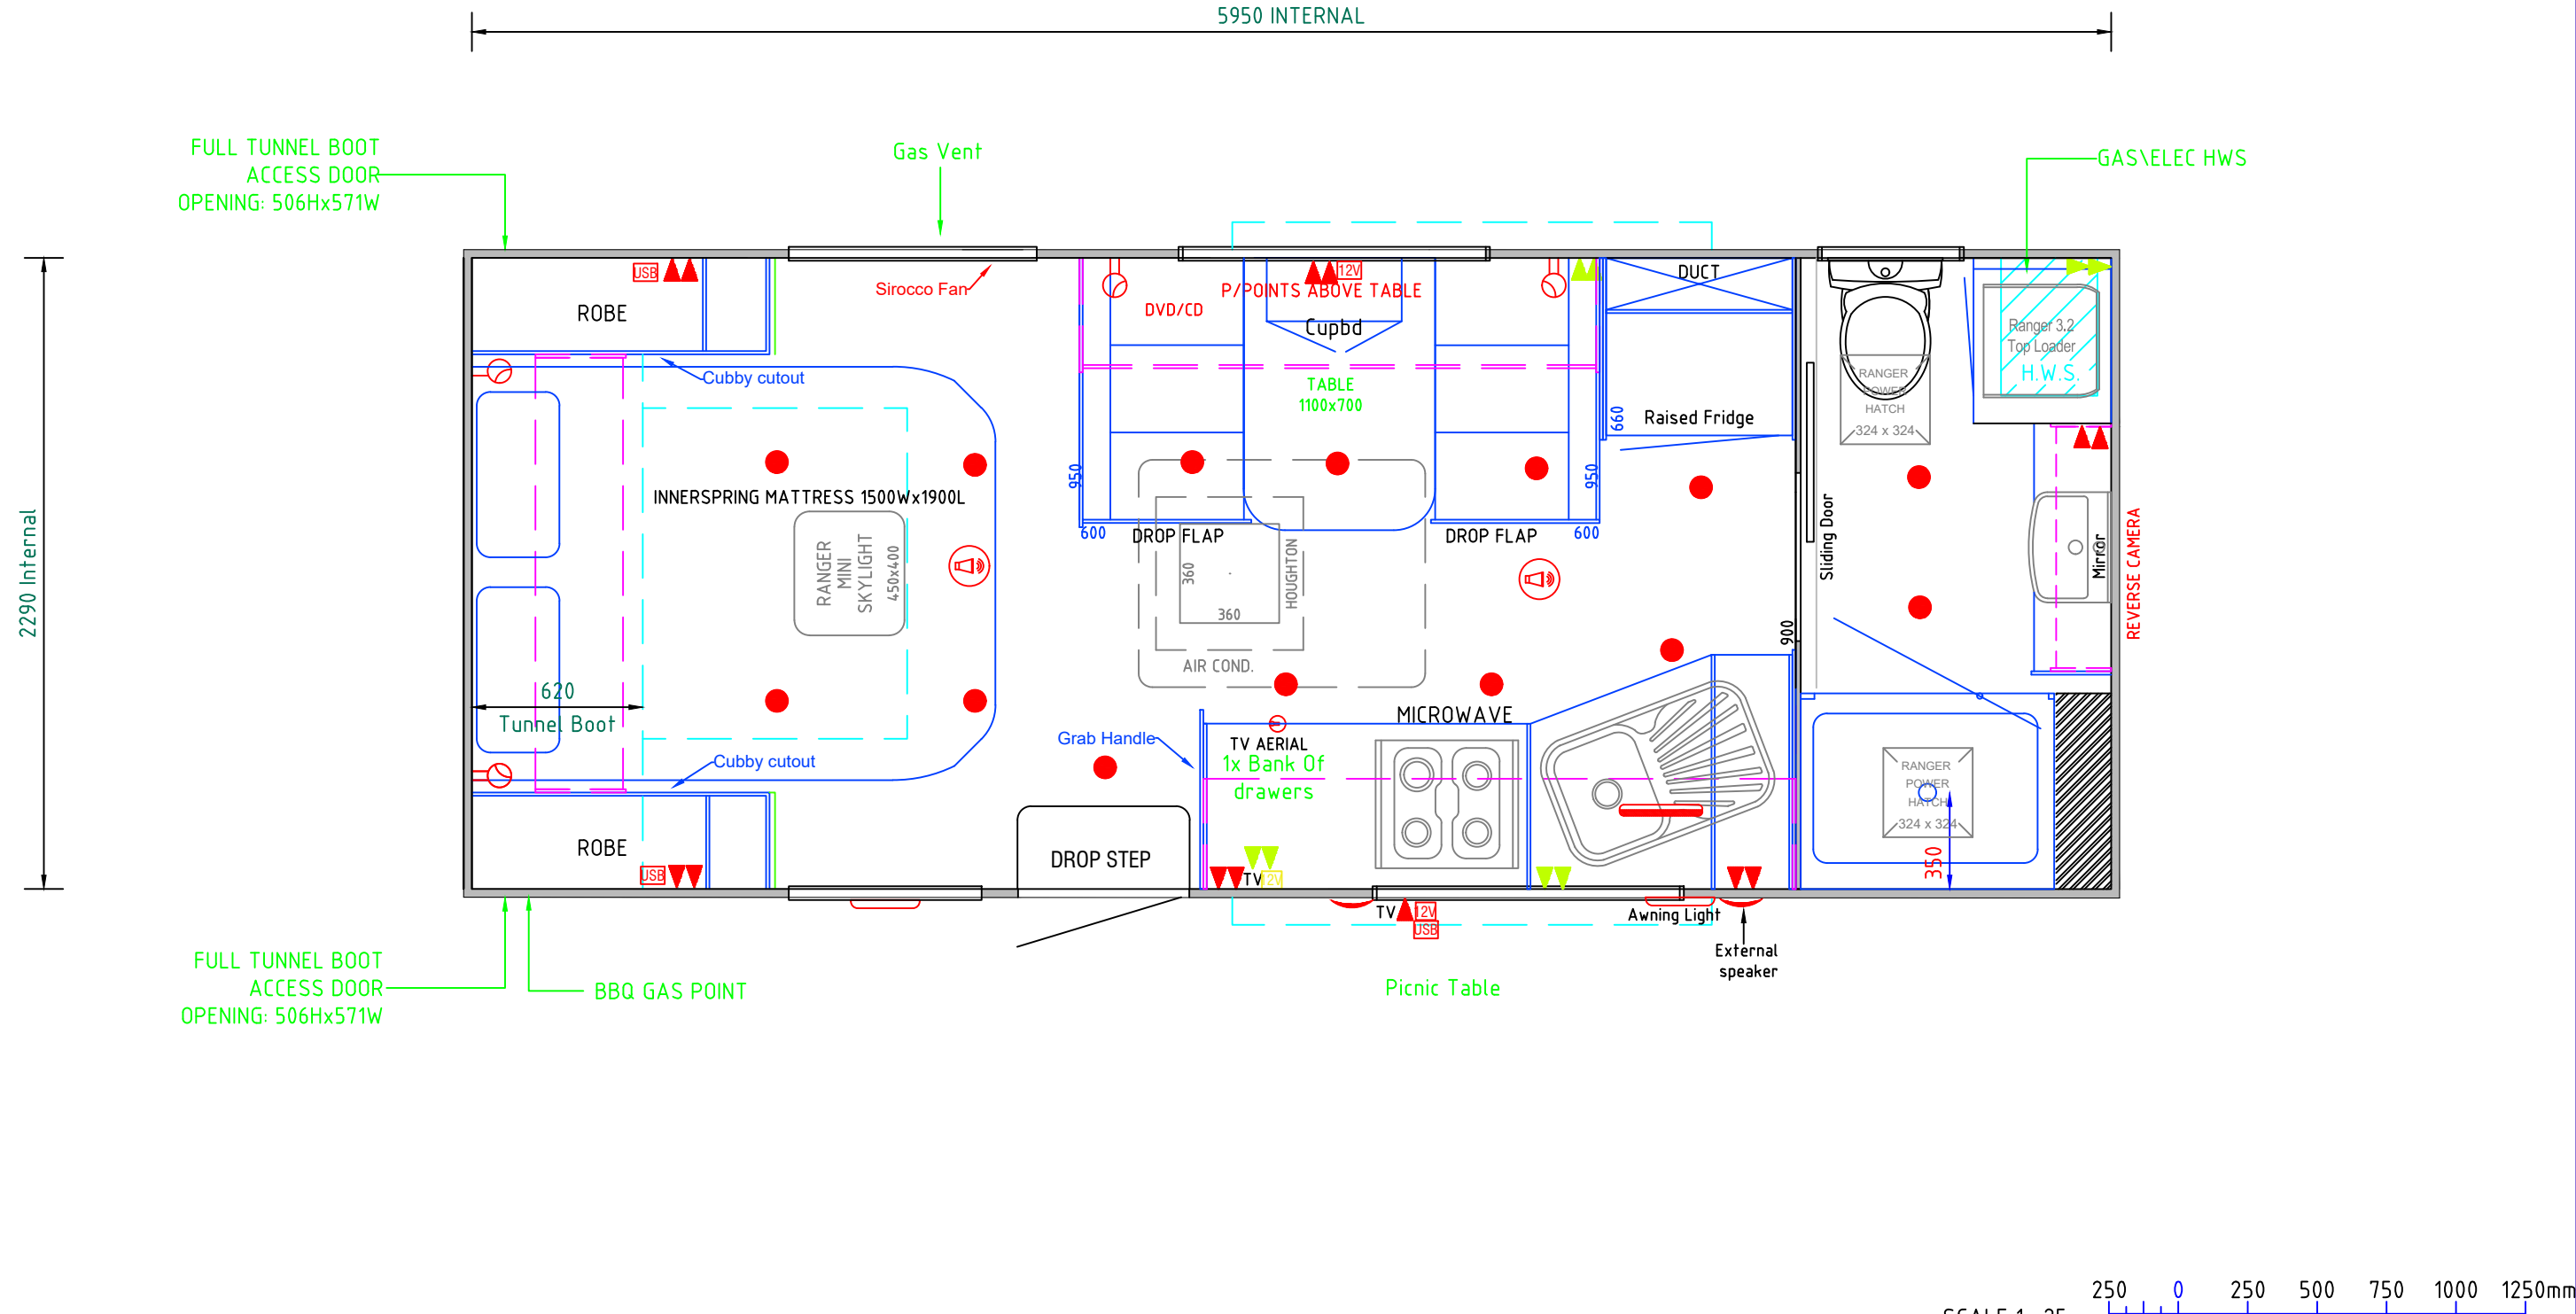 5950 INTERNAL
FULL TUNNEL BOOT
ACCESS DOOR
OPENING: 506Hx571W
Gas Vent
GAS\ELEC HWS
2290 Internal
ROBE
USB
Sirocco Fan
Cubby cutout
DVD/CD
12V
P/POINTS ABOVE TABLE
Cupbd
TABLE
1100x700
DUCT
660
Raised Fridge
Ranger 3.2
Top Loader
H.W.S.
RANGER
POWER
HATCH
324 x 324
INNERSPRING MATTRESS 1500Wx1900L
RANGER
MINI
SKYLIGHT
450x400
950
950
600
DROP FLAP
DROP FLAP
600
360
360
HOUGHTON
AIR COND.
Sliding Door
900
Mirror
REVERSE CAMERA
620
Tunnel Boot
Cubby cutout
Grab Handle
TV AERIAL
1x Bank Of
drawers
MICROWAVE
RANGER
POWER
HATCH
324 x 324
350
ROBE
USB
DROP STEP
TV
12V
TV
12V
USB
Awning Light
External
speaker
FULL TUNNEL BOOT
ACCESS DOOR
OPENING: 506Hx571W
BBQ GAS POINT
Picnic Table
250 0 250 500 750 1000 1250mm